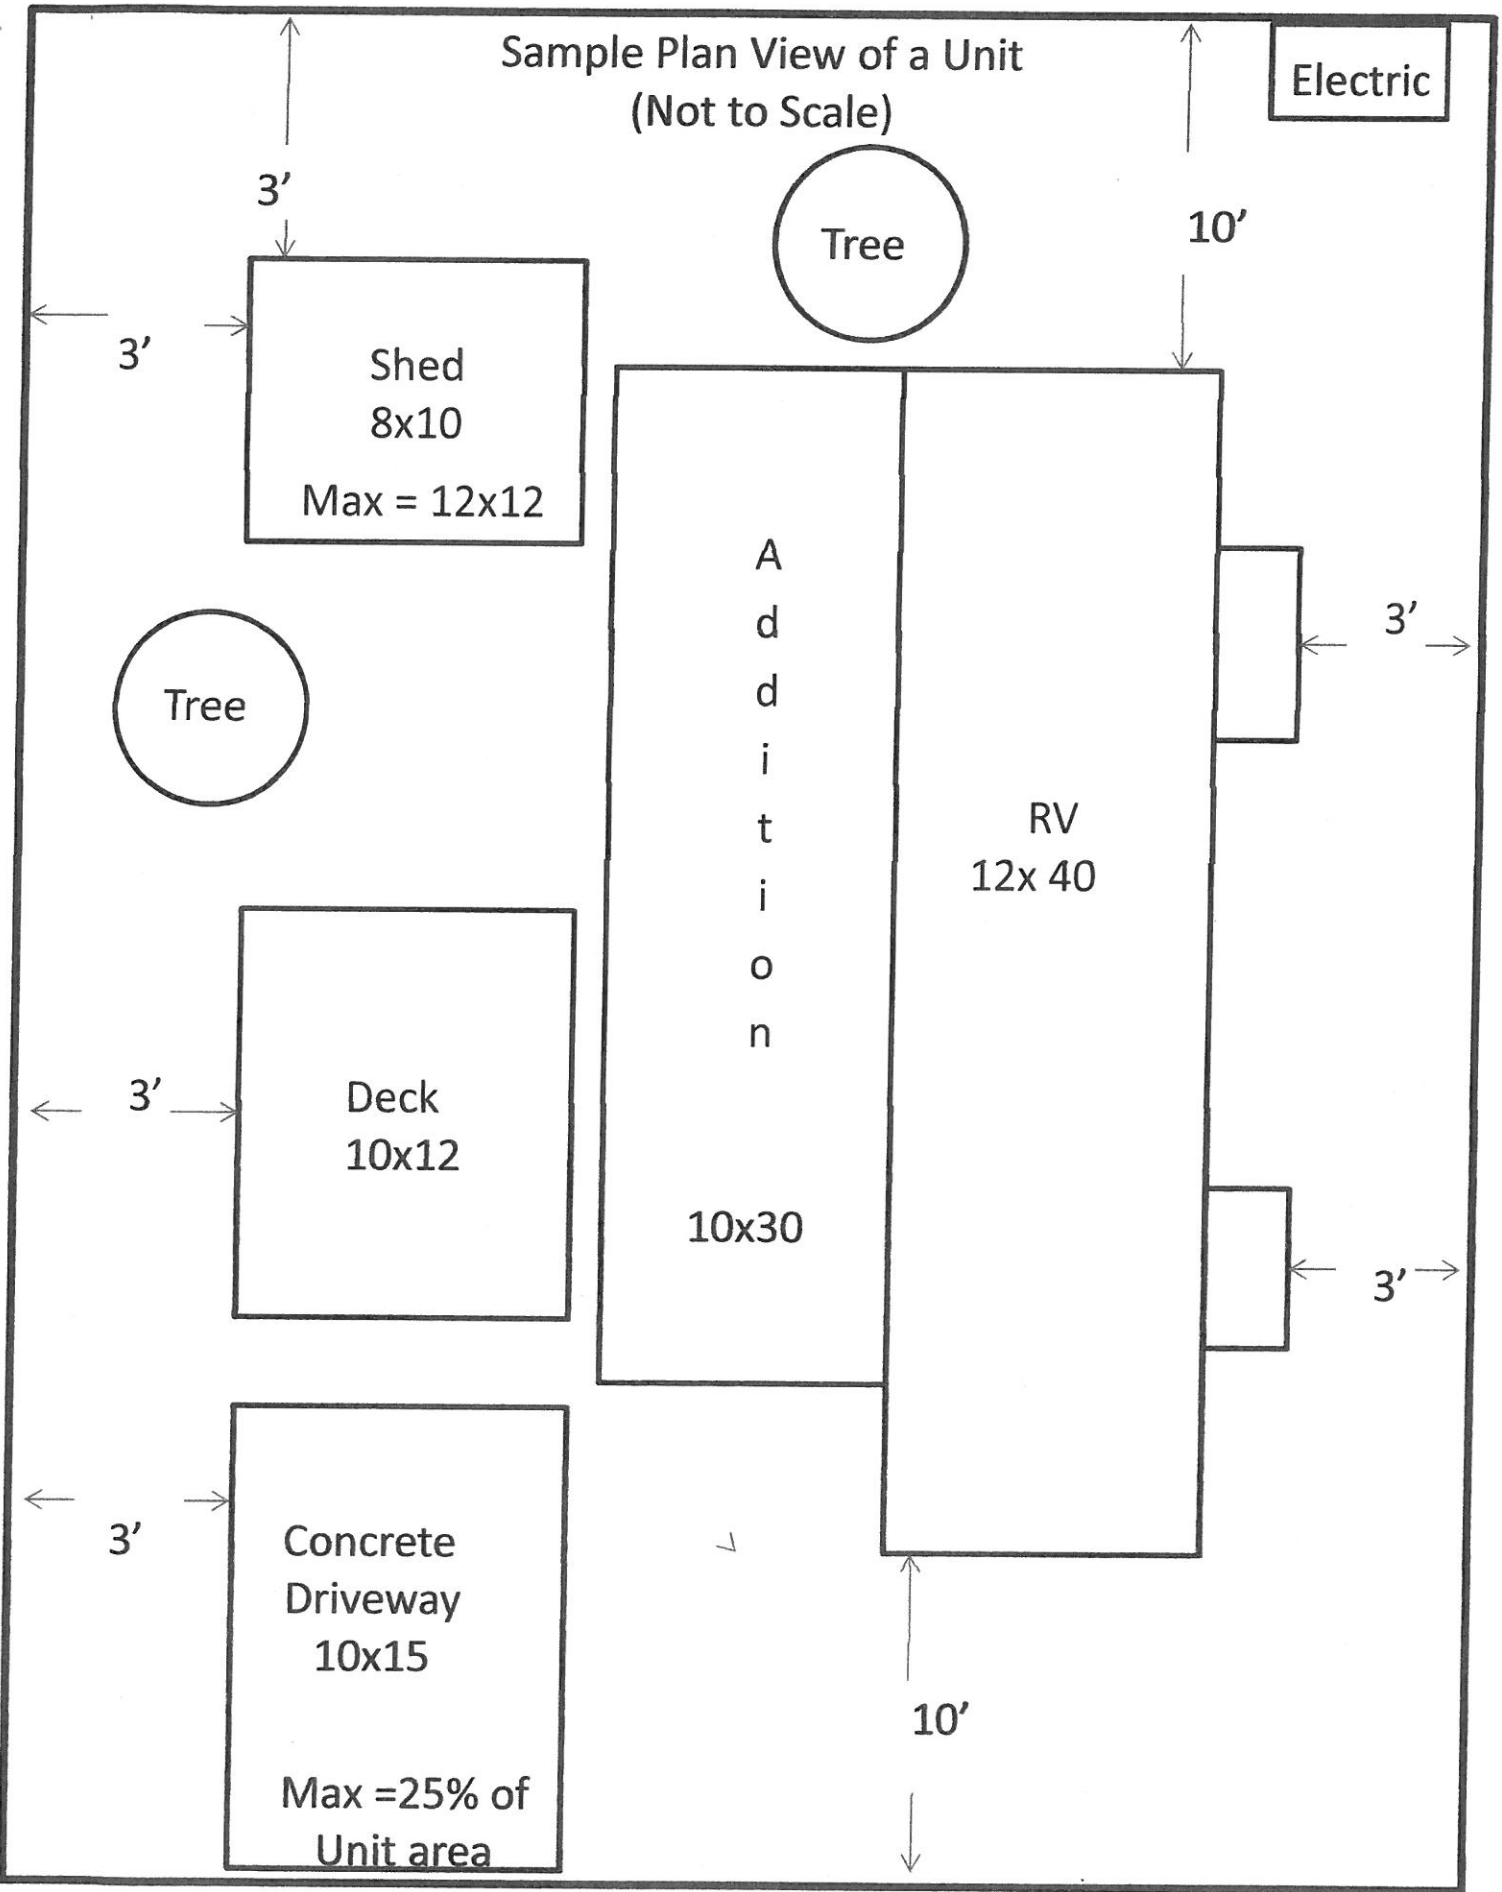 Sample Plan View of a Unit
(Not to Scale)
Electric
3’
10’
Tree
3’
Shed
8x10
Max = 12x12
A
d
d
i
t
i
o
n
10x30
3’
Tree
RV
12x 40
3’
Deck
10x12
3’
3’
Concrete
Driveway
10x15
Max =25% of
Unit area
10’